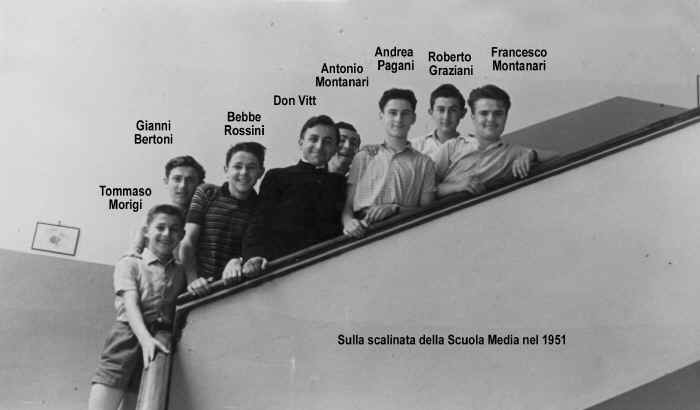 Tommaso
Morigi
Gianni
Bertoni
Bebbe
Rossini
Don Vitt
Antonio
Montanari
Andrea
Pagani
Roberto
Graziani
Francesco
Montanari
Sulla scalinata della Scuola Media nel 1951